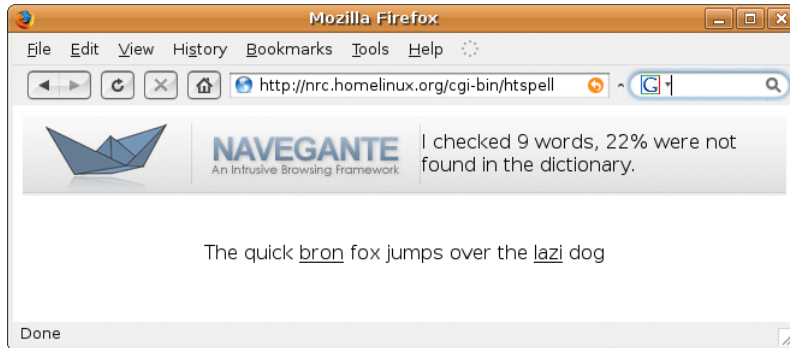 Mozilla Firefox
File Edit View History Bookmarks Tools Help
http://nrc.homelinux.org/cgi-bin/htspell G
NAVEGANTE
An Intrusive Browsing Framework
I checked 9 words, 22% were not
found in the dictionary.
The quick bron fox jumps over the lazi dog
Done